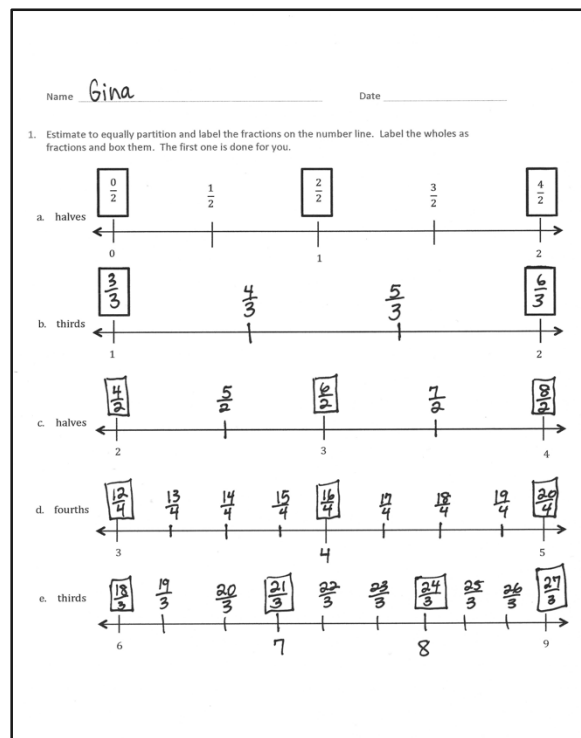 Name Gina Date
1. Estimate to equally partition and label the fractions on the number line. Label the wholes as
fractions and box them. The first one is done for you.
0/2 1/2 2/2 3/2 4/2
a. halves
0 1 2
3/3 4/3 5/3 6/3
b. thirds
1 2
4/2 5/2 6/2 7/2 8/2
c. halves
2 3 4
12/4 13/4 14/4 15/4 16/4 17/4 18/4 19/4 20/4
d. fourths
3 4 5
18/3 19/3 20/3 21/3 22/3 23/3 24/3 25/3 26/3 27/3
e. thirds
6 7 8 9